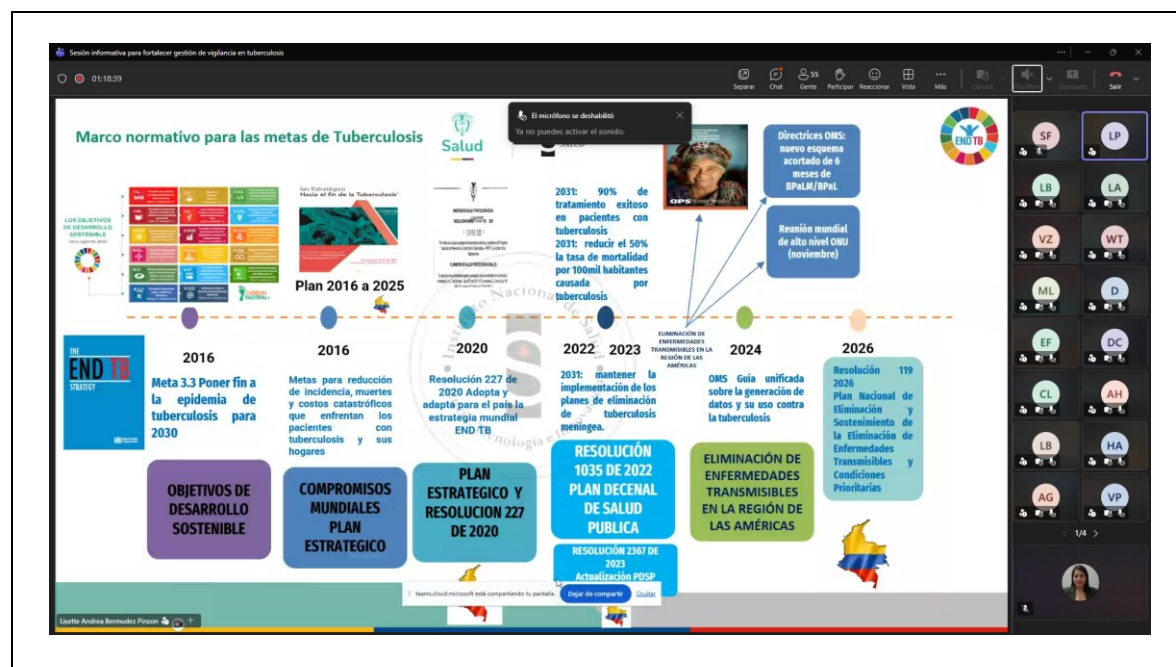 Sesión informativa para fortalecer gestión de vigilancia en tuberculosis
01:18:39
Separar
Chat
55
Gente
Participar
Reaccionar
Vista
Más
Cámara
Micrófono
Compartir
Salir
Marco normativo para las metas de Tuberculosis
Salud
El micrófono se deshabilitó
Ya no puedes activar el sonido.
END TB
LOS OBJETIVOS
DE DESARROLLO
SOSTENIBLE
Hacia el fin de la Tuberculosis
Plan 2016 a 2025
2031: 90% de
tratamiento exitoso
en pacientes con
tuberculosis
2031: reducir el 50%
la tasa de mortalidad
por 100mil habitantes
causada por
tuberculosis
OPS
Directrices OMS:
nuevo esquema
acortado de 6
meses de
BPaLM/BPaL
Reunión mundial
de alto nivel ONU
(noviembre)
ELIMINACIÓN DE
ENFERMEDADES
TRANSMISIBLES EN LA
REGIÓN DE LAS
AMÉRICAS
THE
END TB
STRATEGY
2016
Meta 3.3 Poner fin a
la epidemia de
tuberculosis para
2030
OBJETIVOS DE
DESARROLLO
SOSTENIBLE
2016
Metas para reducción
de incidencia, muertes
y costos catastróficos
que enfrentan los
pacientes con
tuberculosis y sus
hogares
COMPROMISOS
MUNDIALES
PLAN
ESTRATEGICO
2020
Resolución 227 de
2020 Adopta y
adapta para el país la
estrategia mundial
END TB
PLAN
ESTRATEGICO Y
RESOLUCION 227
DE 2020
2022 - 2023
2031: mantener la
implementación de los
planes de eliminación
de tuberculosis
meníngea.
RESOLUCIÓN
1035 DE 2022
PLAN DECENAL
DE SALUD
PUBLICA
RESOLUCIÓN 2367 DE
2023
Actualización PDSP
2024
OMS Guía unificada
sobre la generación de
datos y su uso contra
la tuberculosis
ELIMINACIÓN DE
ENFERMEDADES
TRANSMISIBLES
EN LA REGIÓN DE
LAS AMÉRICAS
2026
Resolución 119
2026
Plan Nacional de
Eliminación y
Sostenimiento de
la Eliminación de
Enfermedades
Transmisibles y
Condiciones
Prioritarias
teams.cloud.microsoft está compartiendo tu pantalla.
Dejar de compartir
Ocultar
Lisette Andrea Bermudez Pinzon
SF
LP
LB
LA
VZ
WT
ML
D
EF
DC
CL
AH
LB
HA
AG
VP
1/4